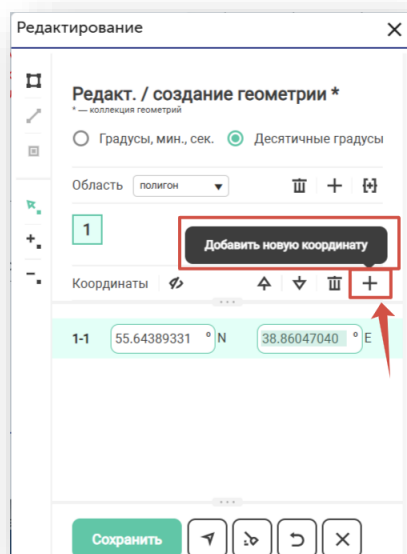 Редактирование
Редакт. / создание геометрии *
* — коллекция геометрий
Градусы, мин., сек. Десятичные градусы
Область полигон
1
Добавить новую координату
Координаты
1-1 55.64389331 ° N 38.86047040 ° E
Сохранить